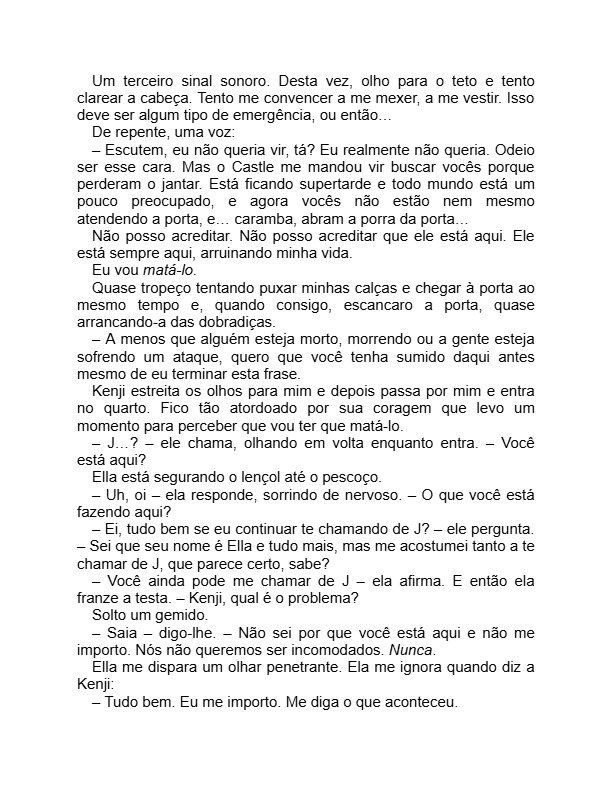 Um terceiro sinal sonoro. Desta vez, olho para o teto e tento
clarear a cabeça. Tento me convencer a me mexer, a me vestir. Isso
deve ser algum tipo de emergência, ou então…
De repente, uma voz:
– Escutem, eu não queria vir, tá? Eu realmente não queria. Odeio
ser esse cara. Mas o Castle me mandou vir buscar vocês porque
perderam o jantar. Está ficando supertarde e todo mundo está um
pouco preocupado, e agora vocês não estão nem mesmo
atendendo a porta, e… caramba, abram a porra da porta…
Não posso acreditar. Não posso acreditar que ele está aqui. Ele
está sempre aqui, arruinando minha vida.
Eu vou matá-lo.
Quase tropeço tentando puxar minhas calças e chegar à porta ao
mesmo tempo e, quando consigo, escancaro a porta, quase
arrancando-a das dobradiças.
– A menos que alguém esteja morto, morrendo ou a gente esteja
sofrendo um ataque, quero que você tenha sumido daqui antes
mesmo de eu terminar esta frase.
Kenji estreita os olhos para mim e depois passa por mim e entra
no quarto. Fico tão atordoado por sua coragem que levo um
momento para perceber que vou ter que matá-lo.
– J…? – ele chama, olhando em volta enquanto entra. – Você
está aqui?
Ella está segurando o lençol até o pescoço.
– Uh, oi – ela responde, sorrindo de nervoso. – O que você está
fazendo aqui?
– Ei, tudo bem se eu continuar te chamando de J? – ele pergunta.
– Sei que seu nome é Ella e tudo mais, mas me acostumei tanto a te
chamar de J, que parece certo, sabe?
– Você ainda pode me chamar de J – ela afirma. E então ela
franze a testa. – Kenji, qual é o problema?
Solto um gemido.
– Saia – digo-lhe. – Não sei por que você está aqui e não me
importo. Nós não queremos ser incomodados. Nunca.
Ella me dispara um olhar penetrante. Ela me ignora quando diz a
Kenji:
– Tudo bem. Eu me importo. Me diga o que aconteceu.